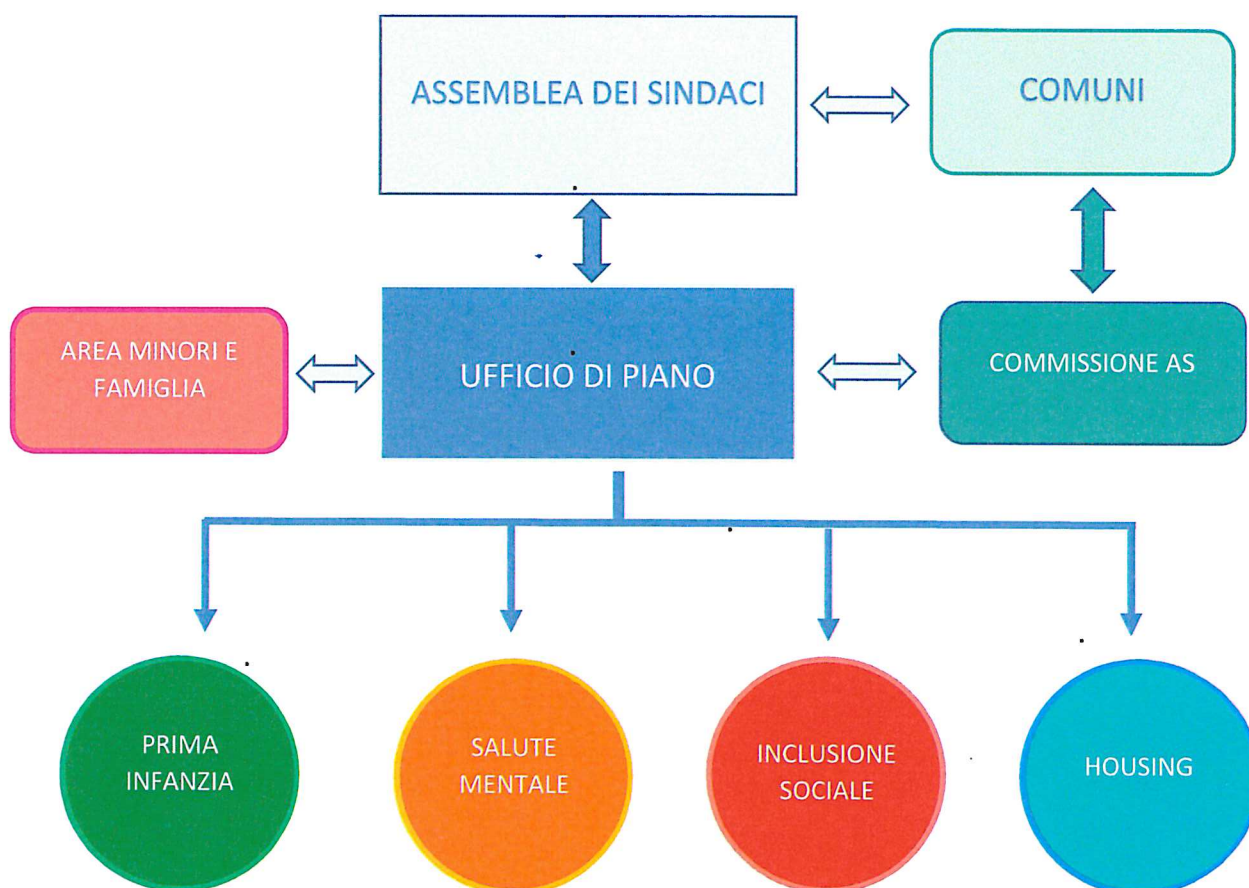 ASSEMBLEA DEI SINDACI
COMUNI
AREA MINORI E
FAMIGLIA
UFFICIO DI PIANO
COMMISSIONE AS
PRIMA
INFANZIA
SALUTE
MENTALE
INCLUSIONE
SOCIALE
HOUSING